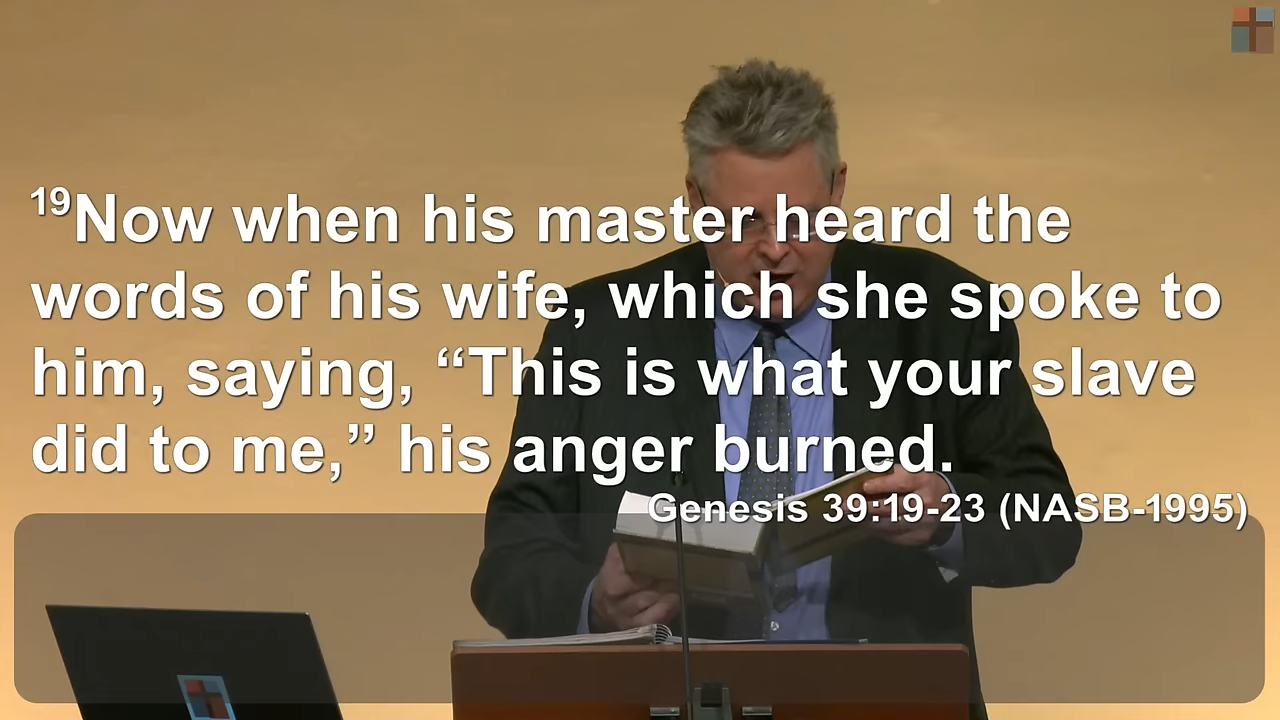 19Now when his master heard the
words of his wife, which she spoke to
him, saying, “This is what your slave
did to me,” his anger burned.
Genesis 39:19-23 (NASB-1995)